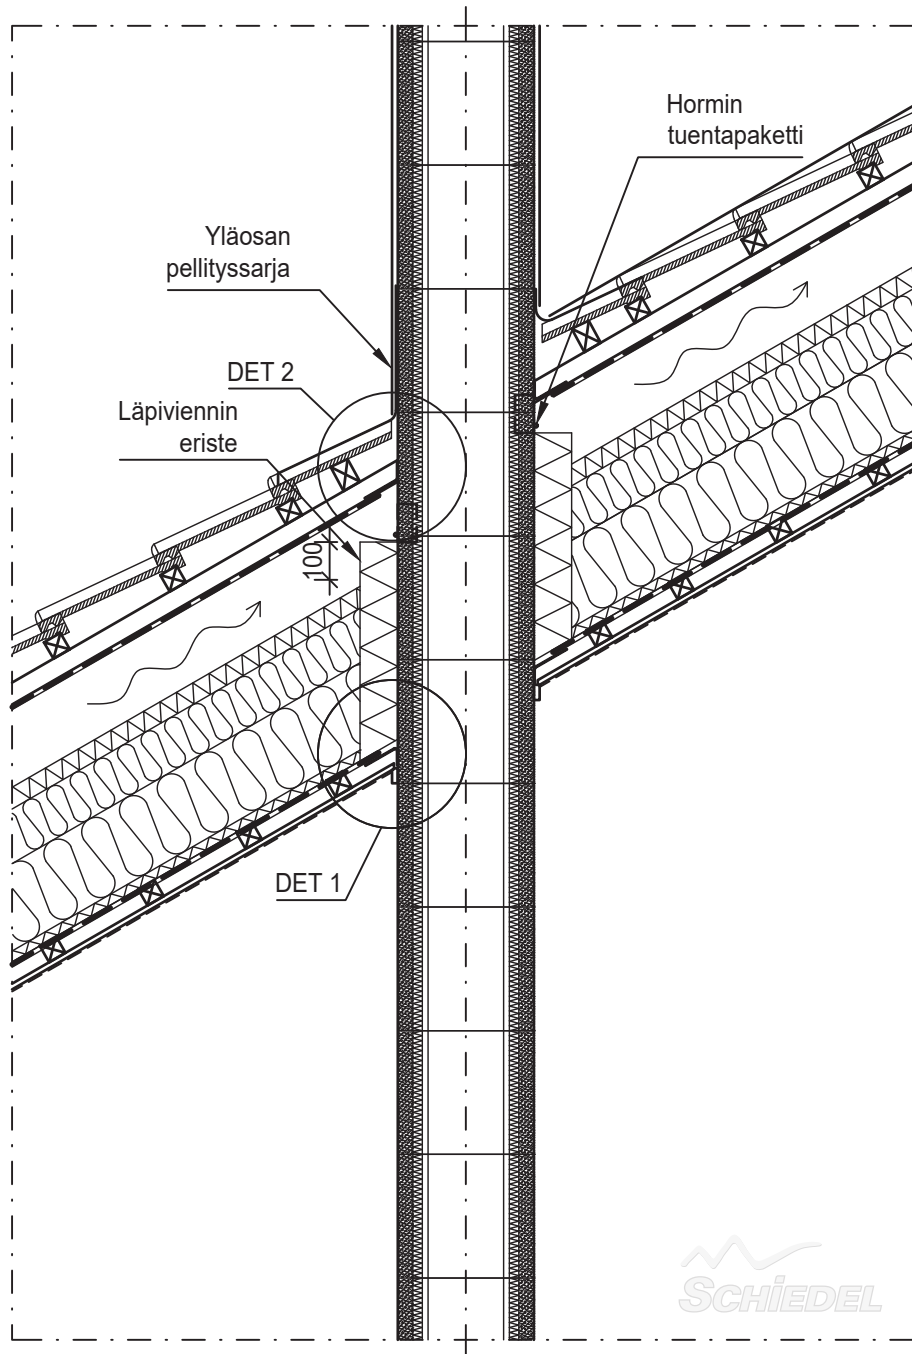 Hormin
tuentapaketti
Yläosan
pellityssarja
DET 2
Läpiviennin
eriste
100
DET 1
SCHIEDEL